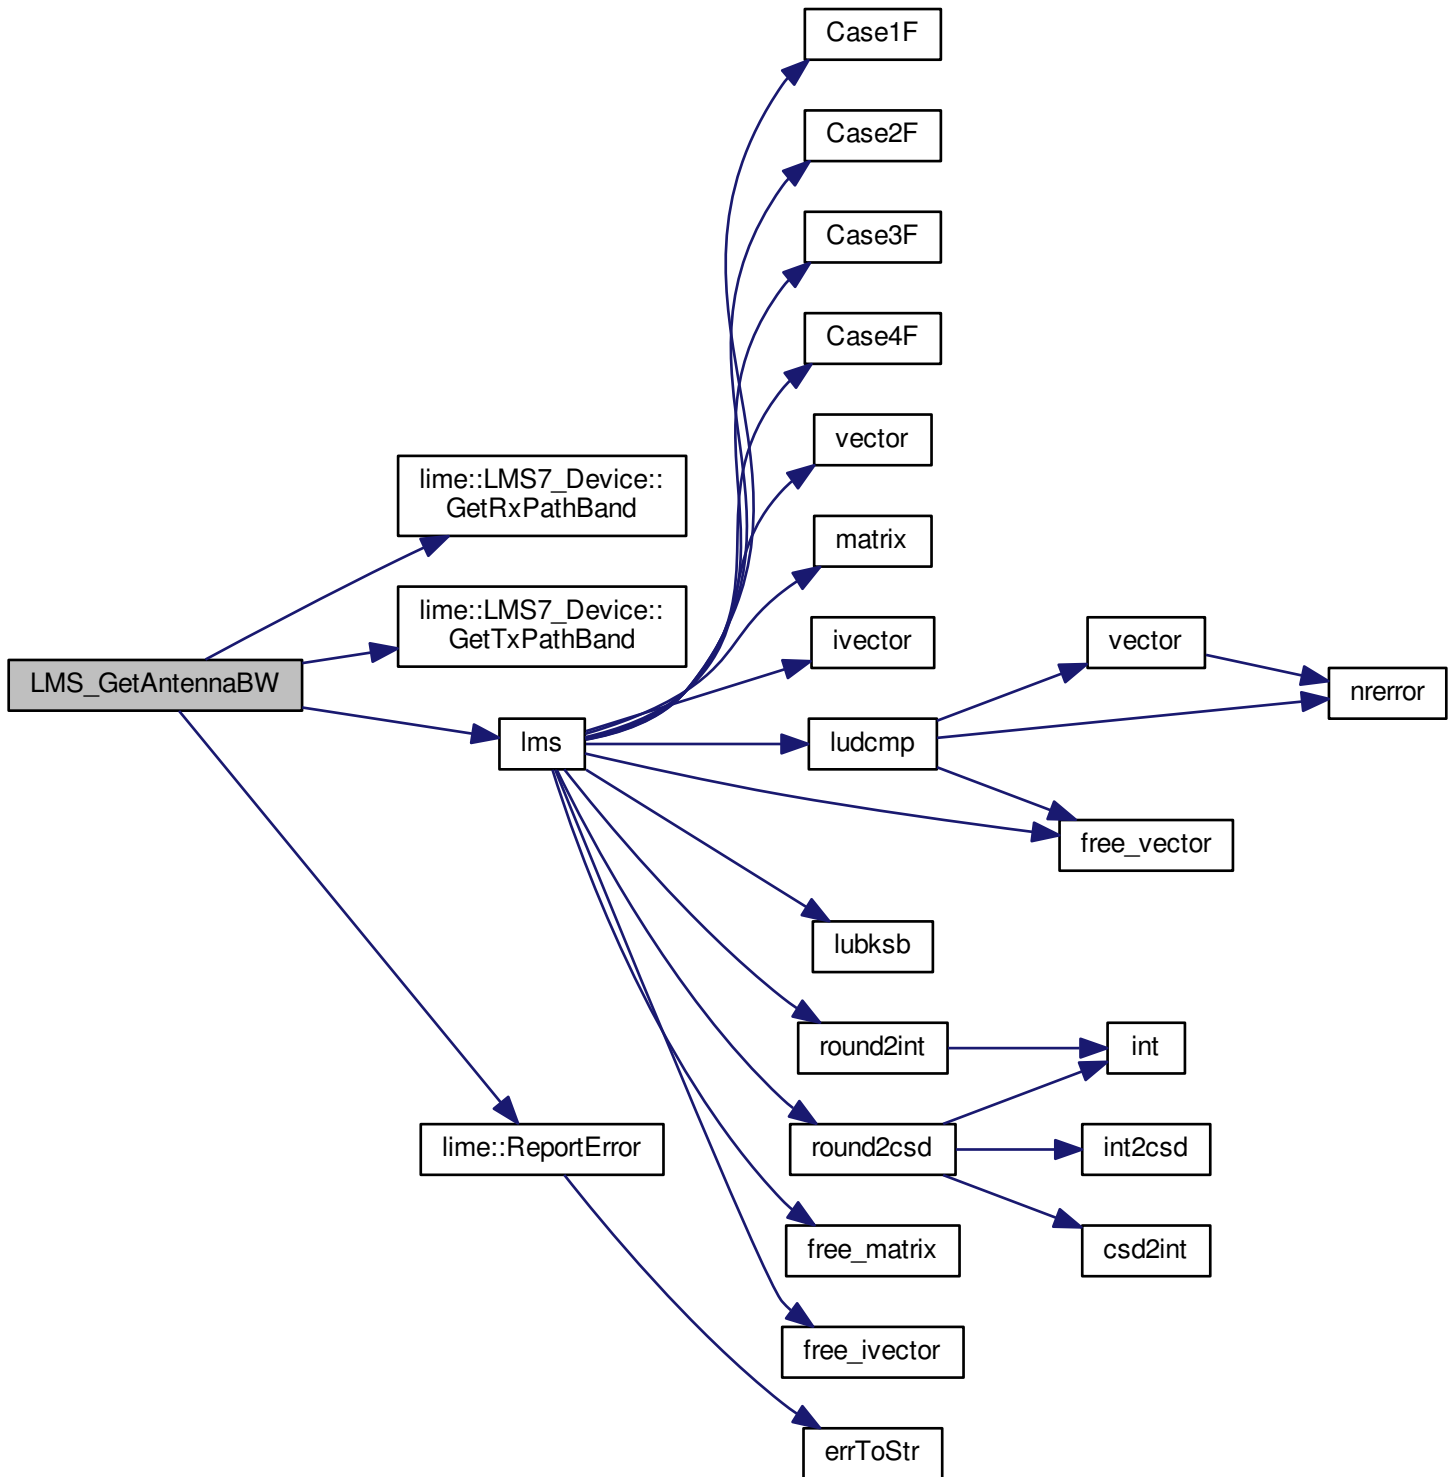 Case1F
Case2F
Case3F
Case4F
vector
matrix
lime::LMS7_Device::
GetRxPathBand
lime::LMS7_Device::
GetTxPathBand
ivector
vector
LMS_GetAntennaBW
nrerror
lms
ludcmp
free_vector
lubksb
round2int
int
lime::ReportError
round2csd
int2csd
free_matrix
csd2int
free_ivector
errToStr